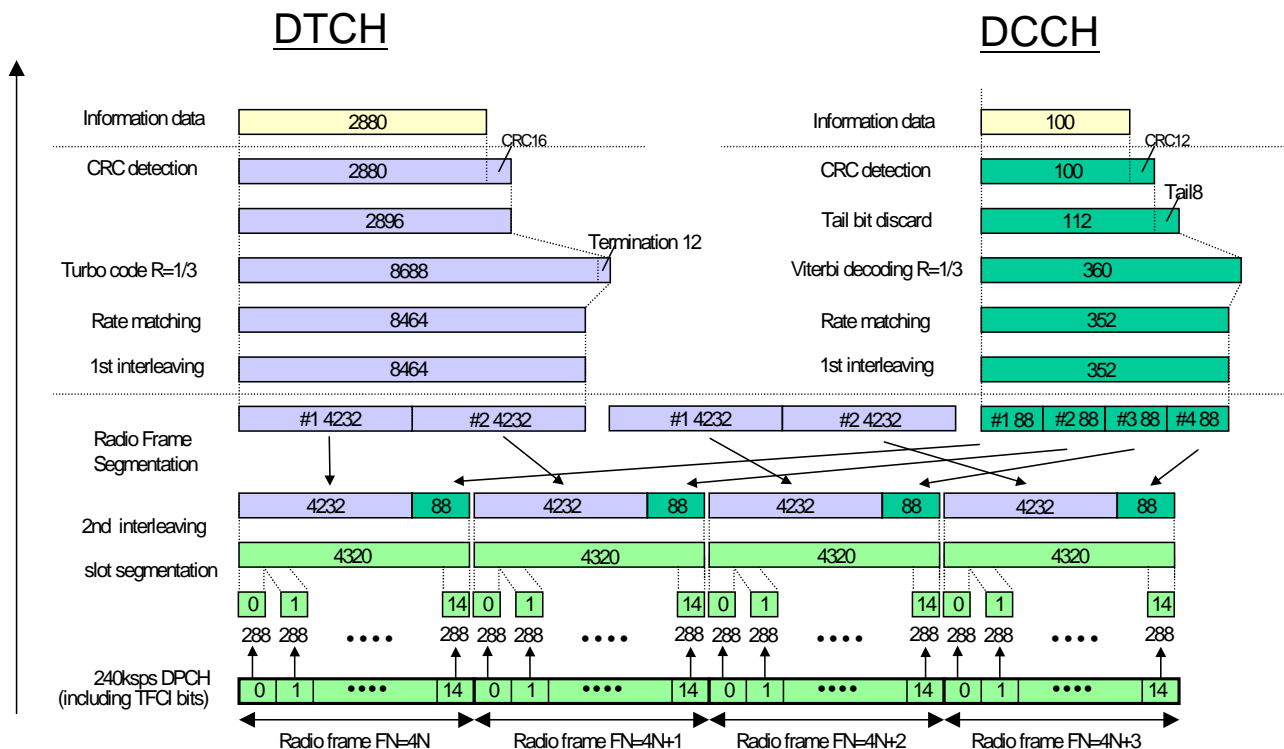 DTCH DCCH
Information data 2880 Information data 100
CRC16 CRC12
CRC detection 2880 CRC detection 100
Tail8
2896 Tail bit discard 112
Termination 12
Turbo code R=1/3 8688 Viterbi decoding R=1/3 360
Rate matching 8464 Rate matching 352
1st interleaving 8464 1st interleaving 352
#1 4232 #2 4232 #1 4232 #2 4232 #1 88 #2 88 #3 88 #4 88
Radio Frame
Segmentation
4232 88 4232 88 4232 88 4232 88
2nd interleaving
4320 4320 4320 4320
slot segmentation
0 1 14 0 1 14 0 1 14 0 1 14
288 288 •••• 288 288 288 •••• 288 288 288 •••• 288 288 288 •••• 288
240ksps DPCH
(including TFCI bits)
0 1 •••• 14 0 1 •••• 14 0 1 •••• 14 0 1 •••• 14
Radio frame FN=4N Radio frame FN=4N+1 Radio frame FN=4N+2 Radio frame FN=4N+3